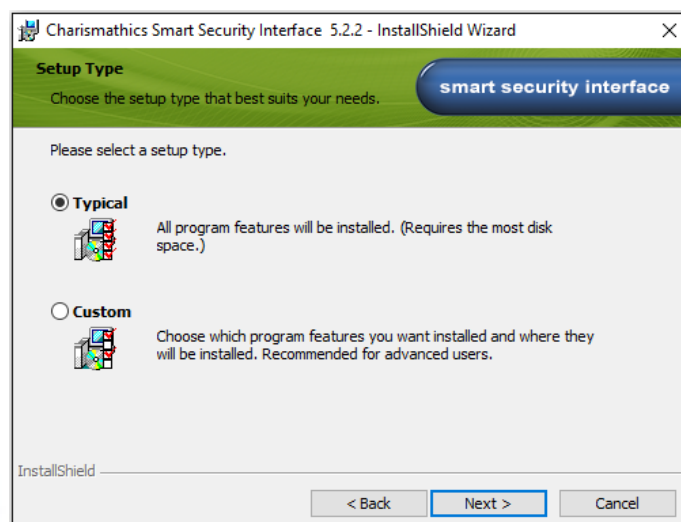 Charismathics Smart Security Interface 5.2.2 - InstallShield Wizard
Setup Type
Choose the setup type that best suits your needs.
smart security interface
Please select a setup type.
Typical
All program features will be installed. (Requires the most disk
space.)
Custom
Choose which program features you want installed and where they
will be installed. Recommended for advanced users.
InstallShield
< Back
Next >
Cancel